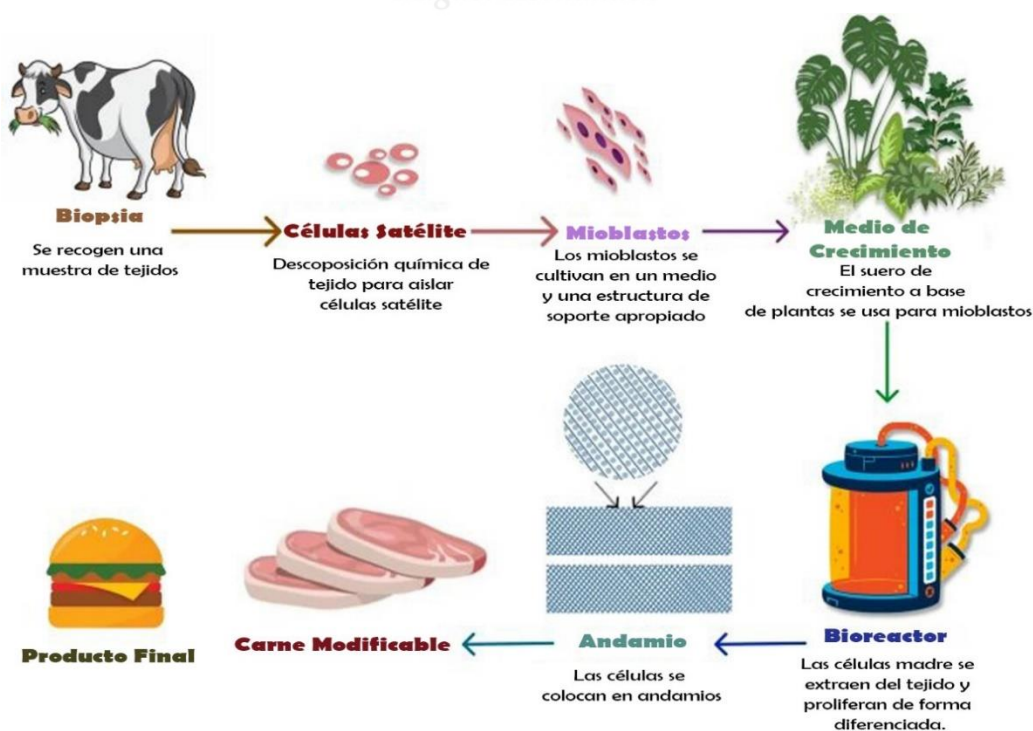 Biopsia
Se recogen una
muestra de tejidos
Células Satélite
Descoposición química de
tejido para aislar
células satélite
Mioblastos
Los mioblastos se
cultivan en un medio
y una estructura de
soporte apropiado
Medio de
Crecimiento
El suero de
crecimiento a base
de plantas se usa para mioblastos
Bioreactor
Las células madre se
extraen del tejido y
proliferan de forma
diferenciada.
Andamio
Las células se
colocan en andamios
Carne Modificable
Producto Final